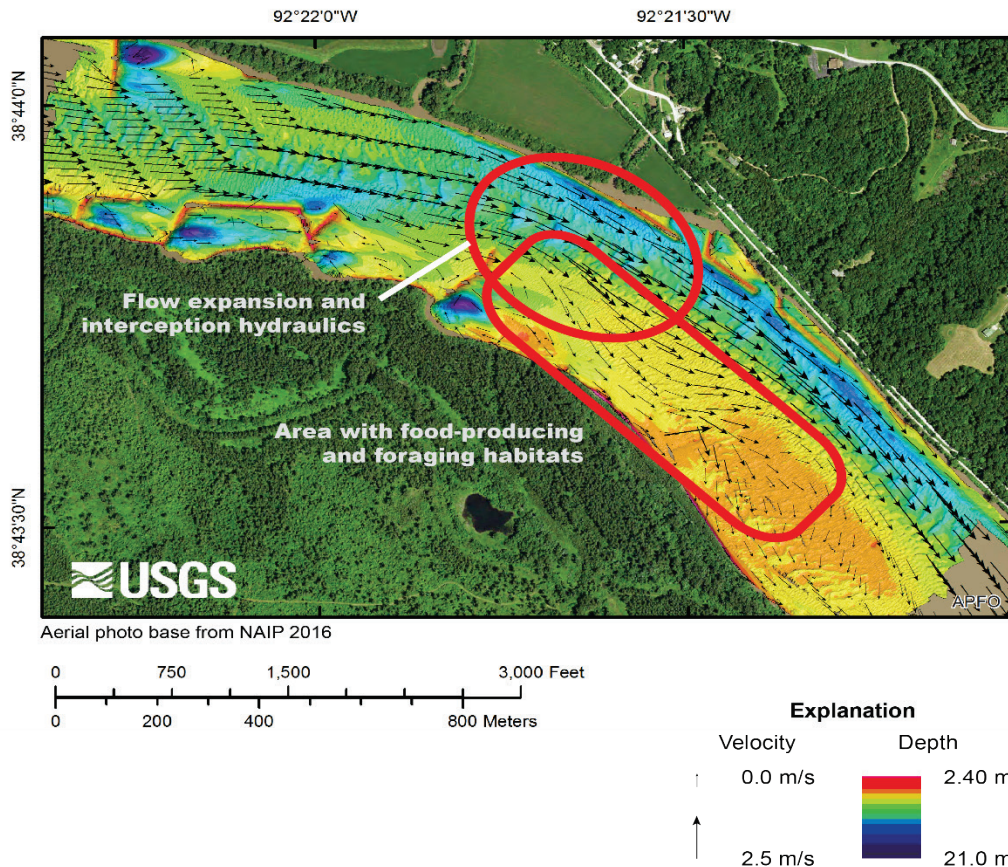 92°22'0"W
92°21'30"W
38°44'0"N
38°43'30"N
Flow expansion and
interception hydraulics
Area with food-producing
and foraging habitats
USGS
APFO
Aerial photo base from NAIP 2016
0 750 1,500 3,000 Feet
0 200 400 800 Meters
Explanation
Velocity Depth
0.0 m/s 2.40 m
2.5 m/s 21.0 m